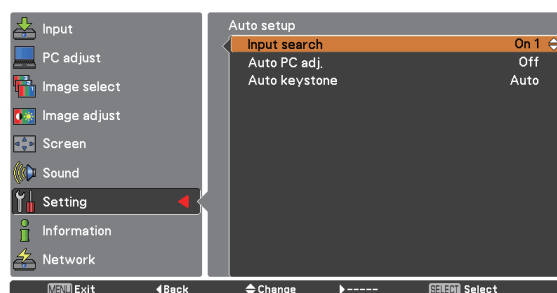 Input
PC adjust
Image select
Image adjust
Screen
Sound
Setting
Information
Network
Auto setup
Input search On 1
Auto PC adj. Off
Auto keystone Auto
MENU Exit Back Change ----- SELECT Select